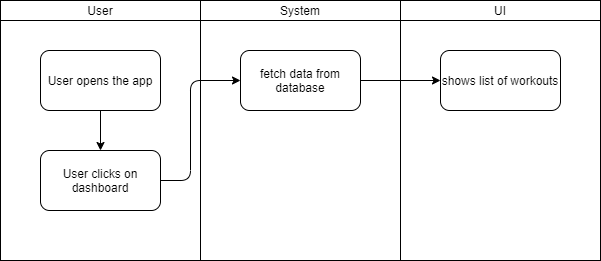 User
System
UI
User opens the app
fetch data from
database
shows list of workouts
User clicks on
dashboard